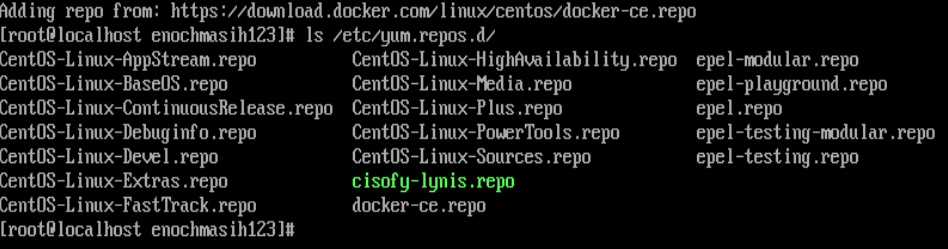 Adding repo from: https://download.docker.com/linux/centos/docker-ce.repo
[root@localhost enochmasih123]# ls /etc/yum.repos.d/
CentOS-Linux-AppStream.repo CentOS-Linux-HighAvailability.repo epel-modular.repo
CentOS-Linux-BaseOS.repo CentOS-Linux-Media.repo epel-playground.repo
CentOS-Linux-ContinuousRelease.repo CentOS-Linux-Plus.repo epel.repo
CentOS-Linux-Debuginfo.repo CentOS-Linux-PowerTools.repo epel-testing-modular.repo
CentOS-Linux-Devel.repo CentOS-Linux-Sources.repo epel-testing.repo
CentOS-Linux-Extras.repo cisofy-lynis.repo
CentOS-Linux-FastTrack.repo docker-ce.repo
[root@localhost enochmasih123]#